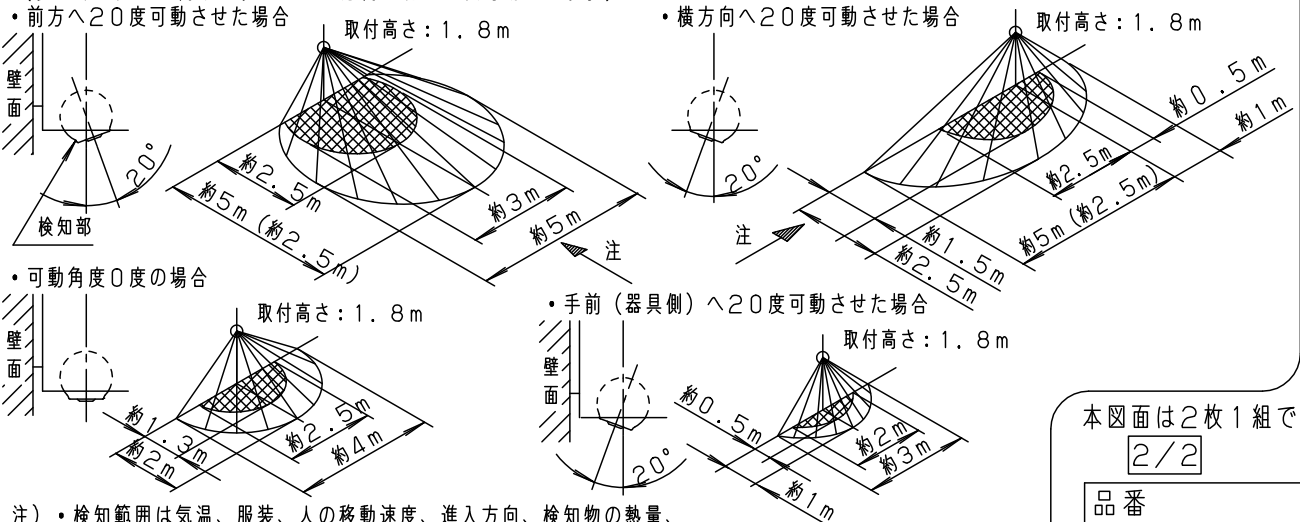 ・前方へ20度可動させた場合
取付高さ：1．8m
壁面
20°
検知部
約2.5m
約5m(約2.5m)
約3m
約5m
注
・横方向へ20度可動させた場合
取付高さ：1．8m
20°
約0.5m
約1m
約2.5m
約5m(約2.5m)
約1.5m
約2.5m
注
・可動角度0度の場合
取付高さ：1．8m
壁面
約1.3m
約2m
約2.5m
約4m
・手前（器具側）へ20度可動させた場合
取付高さ：1．8m
壁面
20°
約0.5m
約1m
約2m
約3m
本図面は2枚1組で
2/2
品番
注）・検知範囲は気温、服装、人の移動速度、進入方向、検知物の熱量、